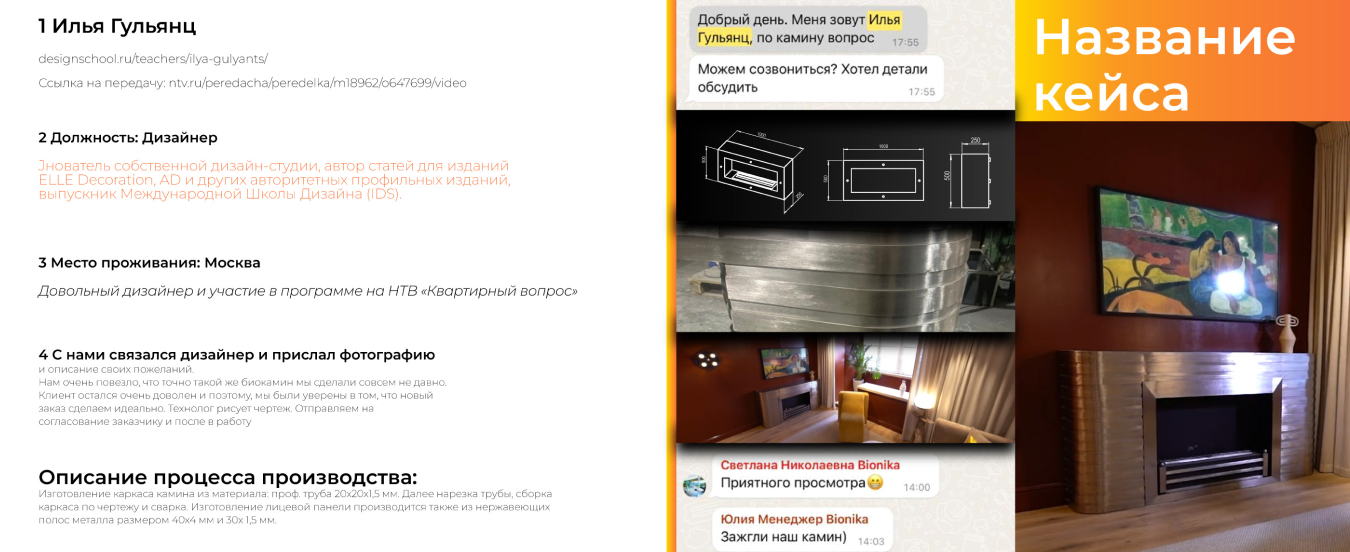 1 Илья Гульянц
designschool.ru/teachers/ilya-gulyants/
Ссылка на передачу: ntv.ru/peredacha/peredelka/m18962/o647699/video
2 Должность: Дизайнер
Jнователь собственной дизайн-студии, автор статей для изданий
ELLE Decoration, AD и других авторитетных профильных изданий,
выпускник Международной Школы Дизайна (IDS).
3 Место проживания: Москва
Довольный дизайнер и участие в программе на НТВ «Квартирный вопрос»
4 С нами связался дизайнер и прислал фотографию
и описание своих пожеланий.
Нам очень повезло, что точно такой же биокамин мы сделали совсем не давно.
Клиент остался очень доволен и поэтому, мы были уверены в том, что новый
заказ сделаем идеально. Технолог рисует чертеж. Отправляем на
согласование заказчику и после в работу
Описание процесса производства:
Изготовление каркаса камина из материала: проф. труба 20х20х1,5 мм. Далее нарезка трубы, сборка
каркаса по чертежу и сварка. Изготовление лицевой панели производится также из нержавеющих
полос металла размером 40х4 мм и 30х 1,5 мм.
Добрый день. Меня зовут Илья
Гульянц, по камину вопрос 17:55
Можем созвониться? Хотел детали
обсудить 17:55
250
500
Светлана Николаевна Bionika
Приятного просмотра😁 14:00
Юлия Менеджер Bionika
Зажгли наш камин) 14:03
Название
кейса